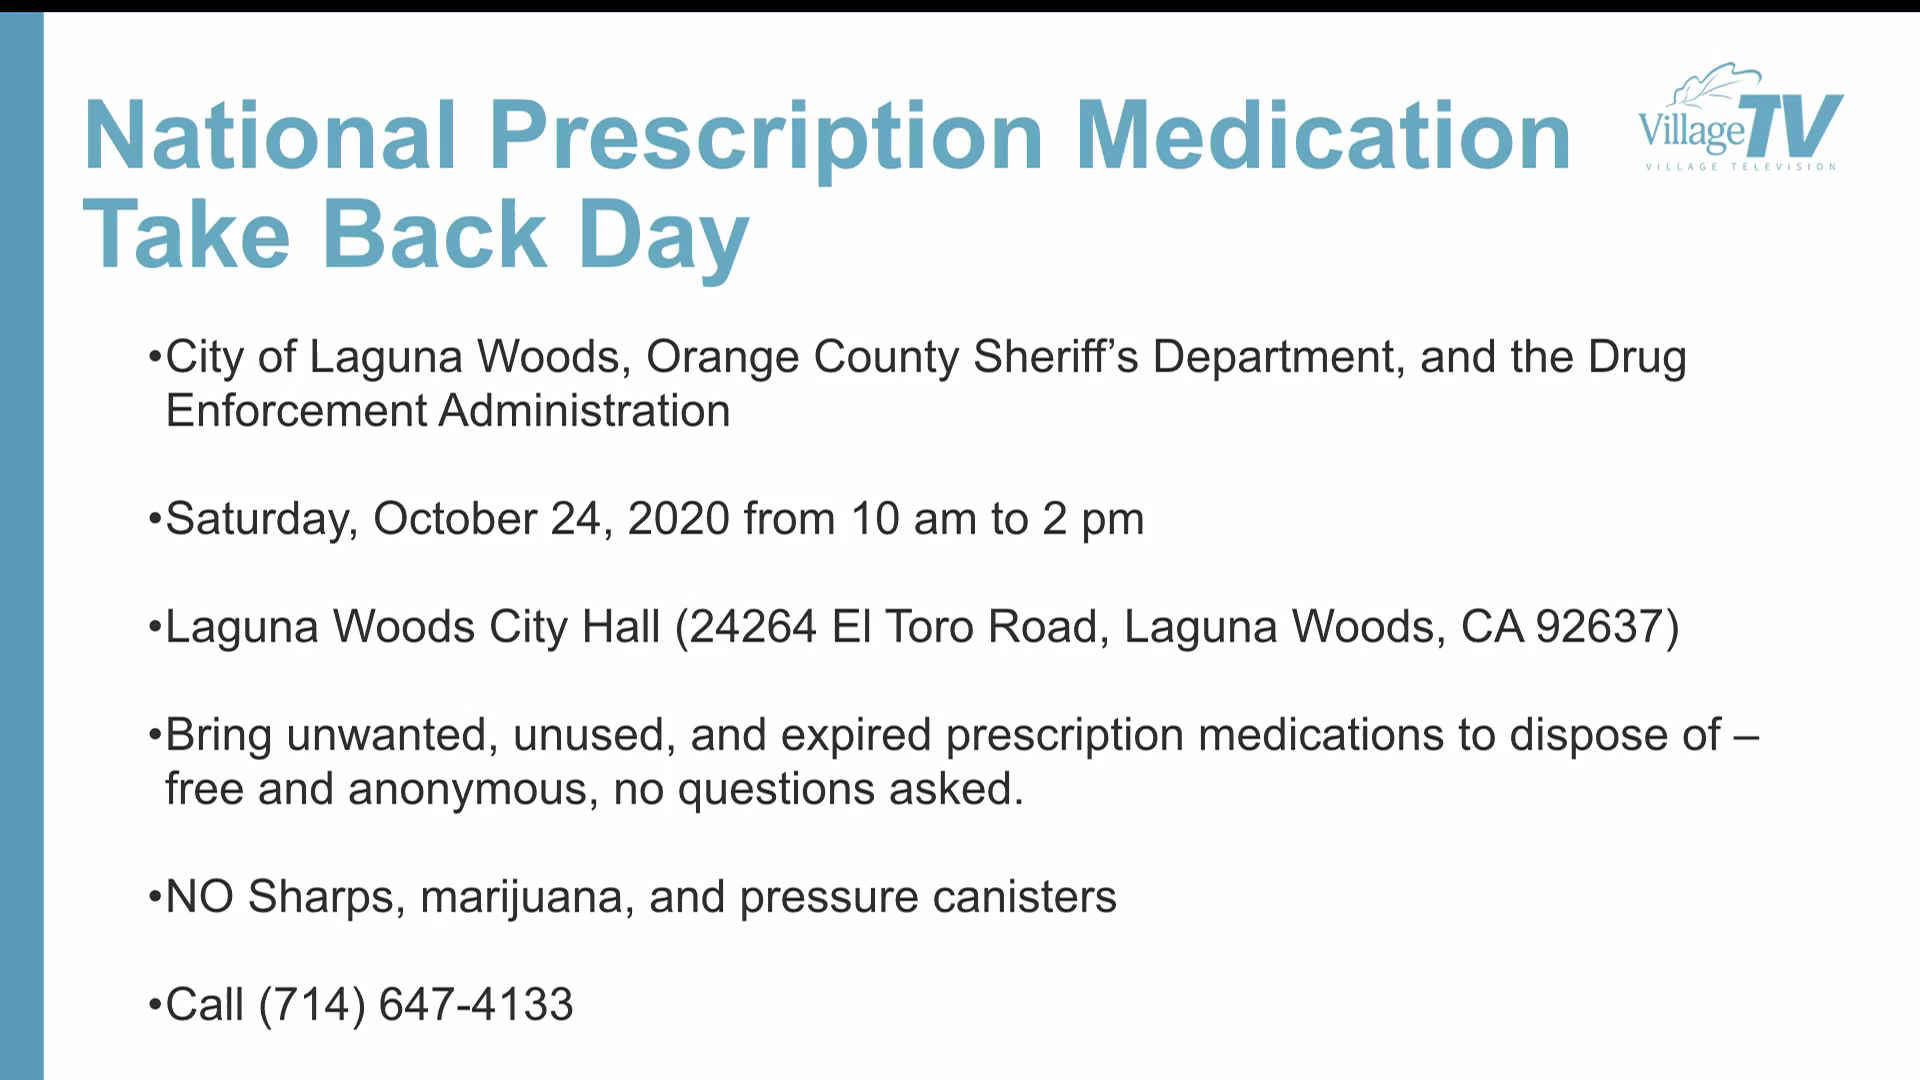 National Prescription Medication
Take Back Day
Village TV
VILLAGE TELEVISION
•City of Laguna Woods, Orange County Sheriff’s Department, and the Drug
Enforcement Administration
•Saturday, October 24, 2020 from 10 am to 2 pm
•Laguna Woods City Hall (24264 El Toro Road, Laguna Woods, CA 92637)
•Bring unwanted, unused, and expired prescription medications to dispose of –
free and anonymous, no questions asked.
•NO Sharps, marijuana, and pressure canisters
•Call (714) 647-4133